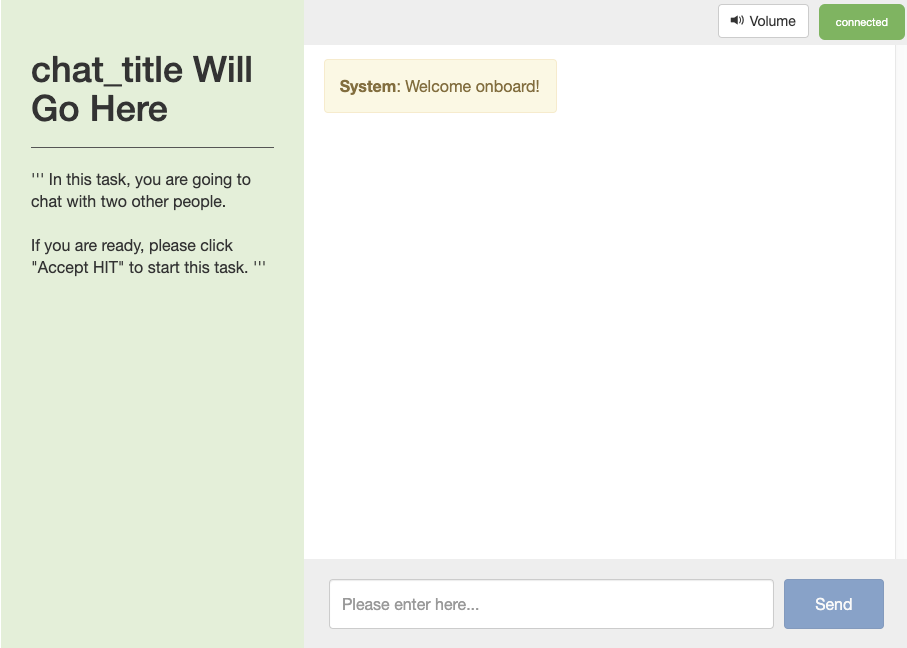 Volume
connected
chat_title Will
Go Here
''' In this task, you are going to
chat with two other people.
If you are ready, please click
"Accept HIT" to start this task. '''
System: Welcome onboard!
Please enter here...
Send